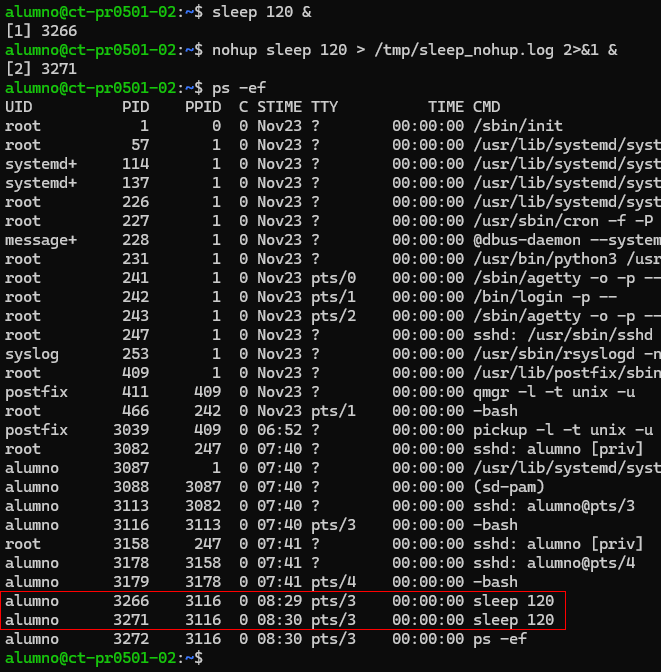 alumno@ct-pr0501-02:~$ sleep 120 &
[1] 3266
alumno@ct-pr0501-02:~$ nohup sleep 120 > /tmp/sleep_nohup.log 2>&1 &
[2] 3271
alumno@ct-pr0501-02:~$ ps -ef
UID          PID    PPID  C STIME TTY          TIME CMD
root           1       0  0 Nov23 ?        00:00:00 /sbin/init
root          57       1  0 Nov23 ?        00:00:00 /usr/lib/systemd/syst
systemd+     114       1  0 Nov23 ?        00:00:00 /usr/lib/systemd/syst
systemd+     137       1  0 Nov23 ?        00:00:00 /usr/lib/systemd/syst
root         226       1  0 Nov23 ?        00:00:00 /usr/lib/systemd/syst
root         227       1  0 Nov23 ?        00:00:00 /usr/sbin/cron -f -P
message+     228       1  0 Nov23 ?        00:00:00 @dbus-daemon --system
root         231       1  0 Nov23 ?        00:00:00 /usr/bin/python3 /usr
root         241       1  0 Nov23 pts/0    00:00:00 /sbin/agetty -o -p --
root         242       1  0 Nov23 pts/1    00:00:00 /bin/login -p --
root         243       1  0 Nov23 pts/2    00:00:00 /sbin/agetty -o -p --
root         247       1  0 Nov23 ?        00:00:00 sshd: /usr/sbin/sshd
syslog       253       1  0 Nov23 ?        00:00:00 /usr/sbin/rsyslogd -n
root         409       1  0 Nov23 ?        00:00:00 /usr/lib/postfix/sbin
postfix      411     409  0 Nov23 ?        00:00:00 qmgr -l -t unix -u
root         466     242  0 Nov23 pts/1    00:00:00 -bash
postfix     3039     409  0 06:52 ?        00:00:00 pickup -l -t unix -u
root        3082     247  0 07:40 ?        00:00:00 sshd: alumno [priv]
alumno      3087       1  0 07:40 ?        00:00:00 /usr/lib/systemd/syst
alumno      3088    3087  0 07:40 ?        00:00:00 (sd-pam)
alumno      3113    3082  0 07:40 ?        00:00:00 sshd: alumno@pts/3
alumno      3116    3113  0 07:40 pts/3    00:00:00 -bash
root        3158     247  0 07:41 ?        00:00:00 sshd: alumno [priv]
alumno      3178    3158  0 07:41 ?        00:00:00 sshd: alumno@pts/4
alumno      3179    3178  0 07:41 pts/4    00:00:00 -bash
alumno      3266    3116  0 08:29 pts/3    00:00:00 sleep 120
alumno      3271    3116  0 08:30 pts/3    00:00:00 sleep 120
alumno      3272    3116  0 08:30 pts/3    00:00:00 ps -ef
alumno@ct-pr0501-02:~$